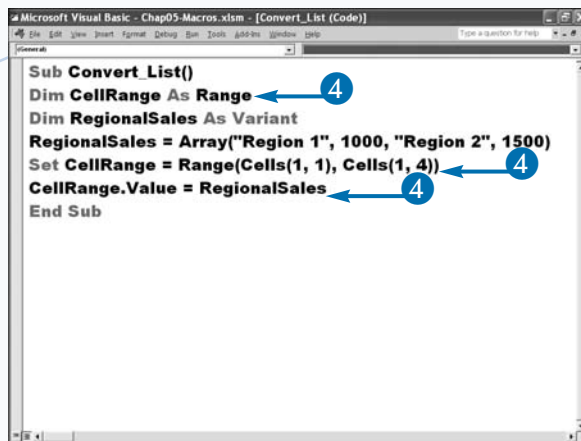 Microsoft Visual Basic - Chap05-Macros.xlsm - [Convert_List (Code)]
File Edit View Insert Format Debug Run Tools Add-Ins Window Help Type a question for help
(General)
Sub Convert_List()
Dim CellRange As Range 4
Dim RegionalSales As Variant
RegionalSales = Array("Region 1", 1000, "Region 2", 1500)
Set CellRange = Range(Cells(1, 1), Cells(1, 4)) 4
CellRange.Value = RegionalSales 4
End Sub